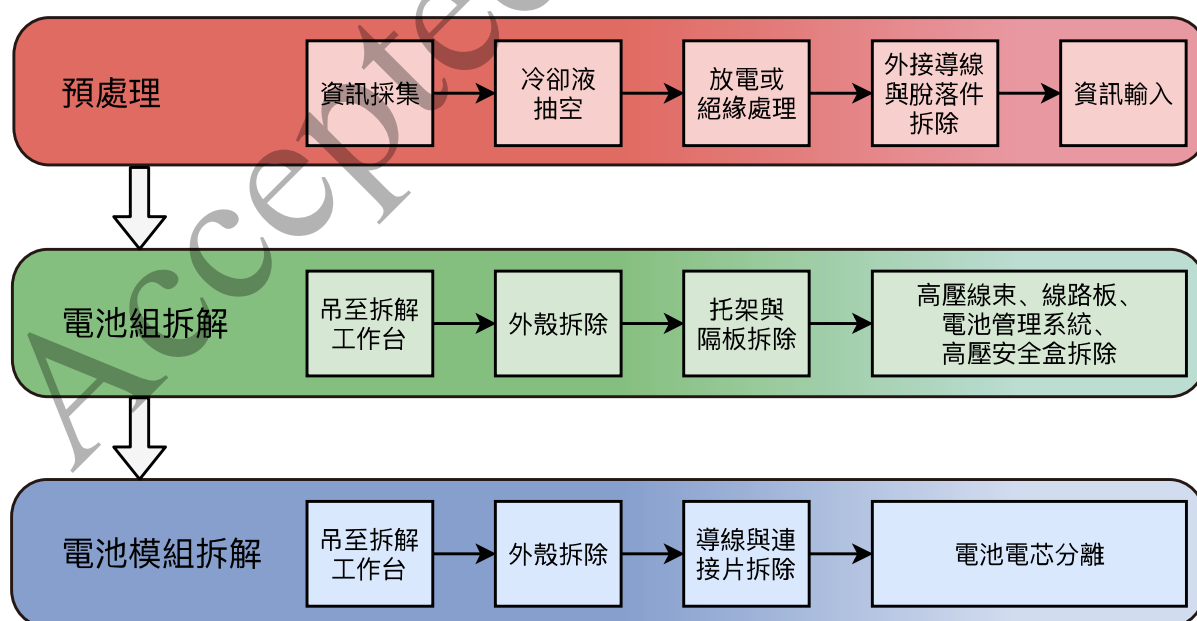 預處理
資訊採集
冷卻液
抽空
放電或
絕緣處理
外接導線
與脫落件
拆除
資訊輸入
電池組拆解
吊至拆解
工作台
外殼拆除
托架與
隔板拆除
高壓線束、線路板、
電池管理系統、
高壓安全盒拆除
電池模組拆解
吊至拆解
工作台
外殼拆除
導線與連
接片拆除
電池電芯分離
Accepte